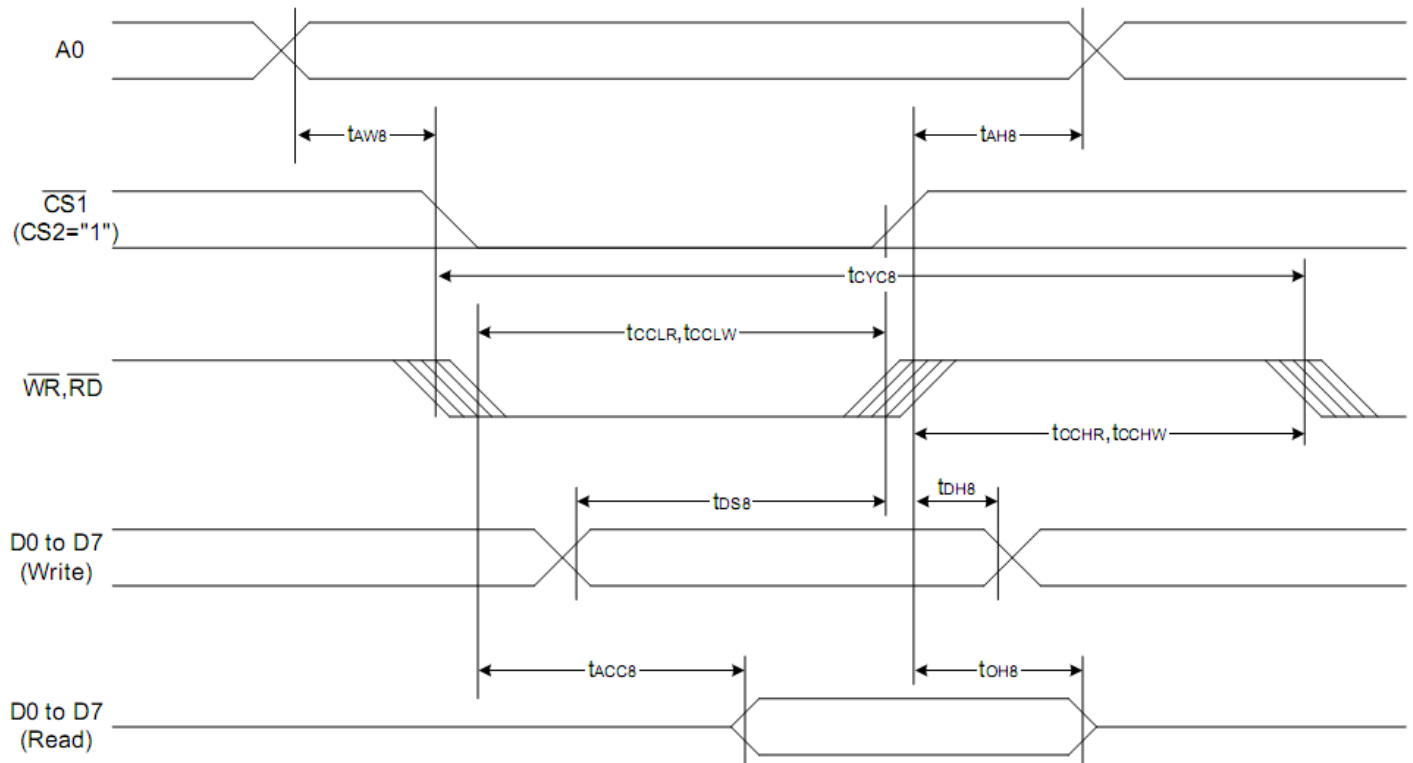 A0
tAW8
tAH8
CS1
(CS2="1")
tCYC8
tCCLR,tCCLW
WR,RD
tCCHR,tCCHW
tDS8
tDH8
D0 to D7
(Write)
tACC8
tOH8
D0 to D7
(Read)